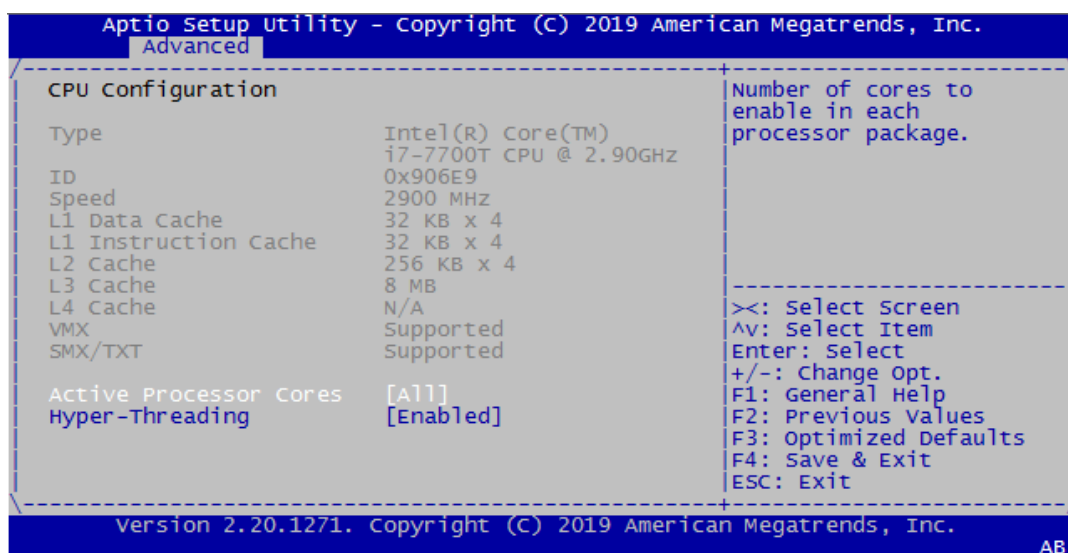 Aptio Setup Utility - Copyright (C) 2019 American Megatrends, Inc.
Advanced
CPU Configuration
Type Intel(R) Core(TM)
i7-7700T CPU @ 2.90GHz
ID 0x906E9
Speed 2900 MHz
L1 Data Cache 32 KB x 4
L1 Instruction Cache 32 KB x 4
L2 Cache 256 KB x 4
L3 Cache 8 MB
L4 Cache N/A
VMX Supported
SMX/TXT Supported
Active Processor Cores [All]
Hyper-Threading [Enabled]
Number of cores to
enable in each
processor package.
><: Select Screen
^v: Select Item
Enter: Select
+/-: Change Opt.
F1: General Help
F2: Previous Values
F3: Optimized Defaults
F4: Save & Exit
ESC: Exit
Version 2.20.1271. Copyright (C) 2019 American Megatrends, Inc.
AB